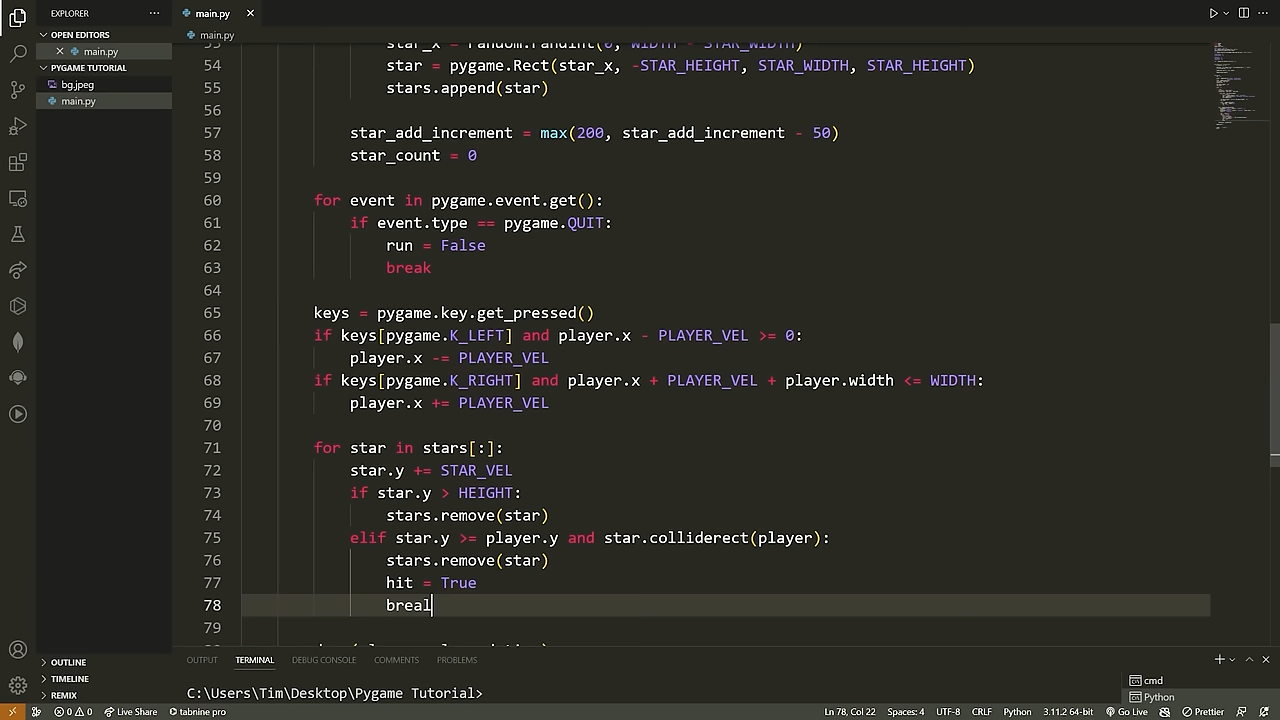 EXPLORER
OPEN EDITORS
main.py
PYGAME TUTORIAL
bg.jpeg
main.py
OUTLINE
TIMELINE
REMIX
main.py
main.py
53 star_x = random.randint(0, WIDTH - STAR_WIDTH)
54 star = pygame.Rect(star_x, -STAR_HEIGHT, STAR_WIDTH, STAR_HEIGHT)
55 stars.append(star)
56
57 star_add_increment = max(200, star_add_increment - 50)
58 star_count = 0
59
60 for event in pygame.event.get():
61 if event.type == pygame.QUIT:
62 run = False
63 break
64
65 keys = pygame.key.get_pressed()
66 if keys[pygame.K_LEFT] and player.x - PLAYER_VEL >= 0:
67 player.x -= PLAYER_VEL
68 if keys[pygame.K_RIGHT] and player.x + PLAYER_VEL + player.width <= WIDTH:
69 player.x += PLAYER_VEL
70
71 for star in stars[:]:
72 star.y += STAR_VEL
73 if star.y > HEIGHT:
74 stars.remove(star)
75 elif star.y >= player.y and star.colliderect(player):
76 stars.remove(star)
77 hit = True
78 breal
79
OUTPUT TERMINAL DEBUG CONSOLE COMMENTS PROBLEMS
C:\Users\Tim\Desktop\Pygame Tutorial>
cmd
Python
0 0 Live Share tabnine pro Ln 78, Col 22 Spaces: 4 UTF-8 CRLF Python 3.11.2 64-bit Go Live Prettier